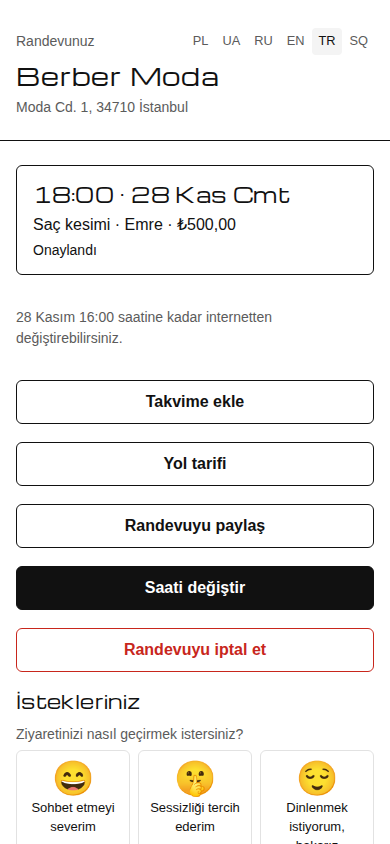 Randevunuz
PL UA RU EN TR SQ
Berber Moda
Moda Cd. 1, 34710 İstanbul
18:00 · 28 Kas Cmt
Saç kesimi · Emre · ₺500,00
Onaylandı
28 Kasım 16:00 saatine kadar internetten
değiştirebilirsiniz.
Takvime ekle
Yol tarifi
Randevuyu paylaş
Saati değiştir
Randevuyu iptal et
İstekleriniz
Ziyaretinizi nasıl geçirmek istersiniz?
Sohbet etmeyi
severim
Sessizliği tercih
ederim
Dinlenmek
istiyorum,